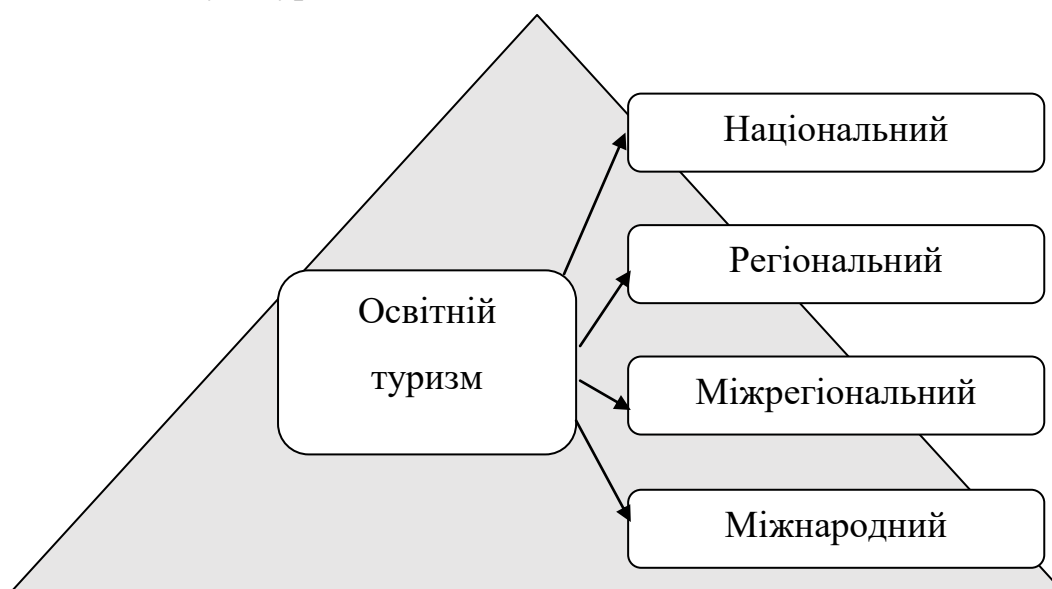 Національний
Регіональний
Освітній
туризм
Міжрегіональний
Міжнародний